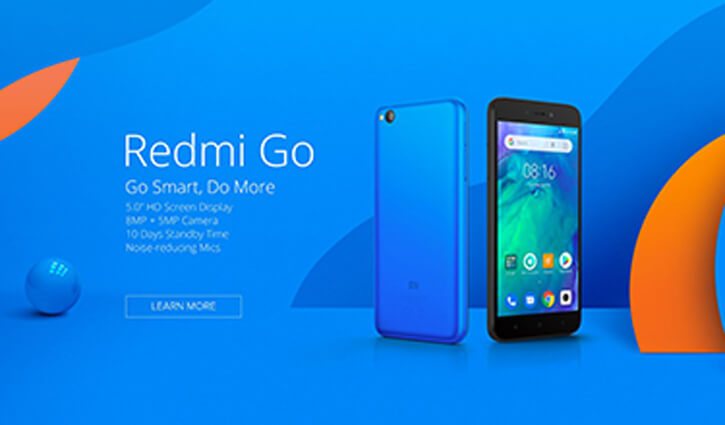 Redmi Go
Go Smart, Do More
5.0" HD Screen Display
8MP + 5MP Camera
10 Days Standby Time
Noise-reducing Mics
LEARN MORE
08:16